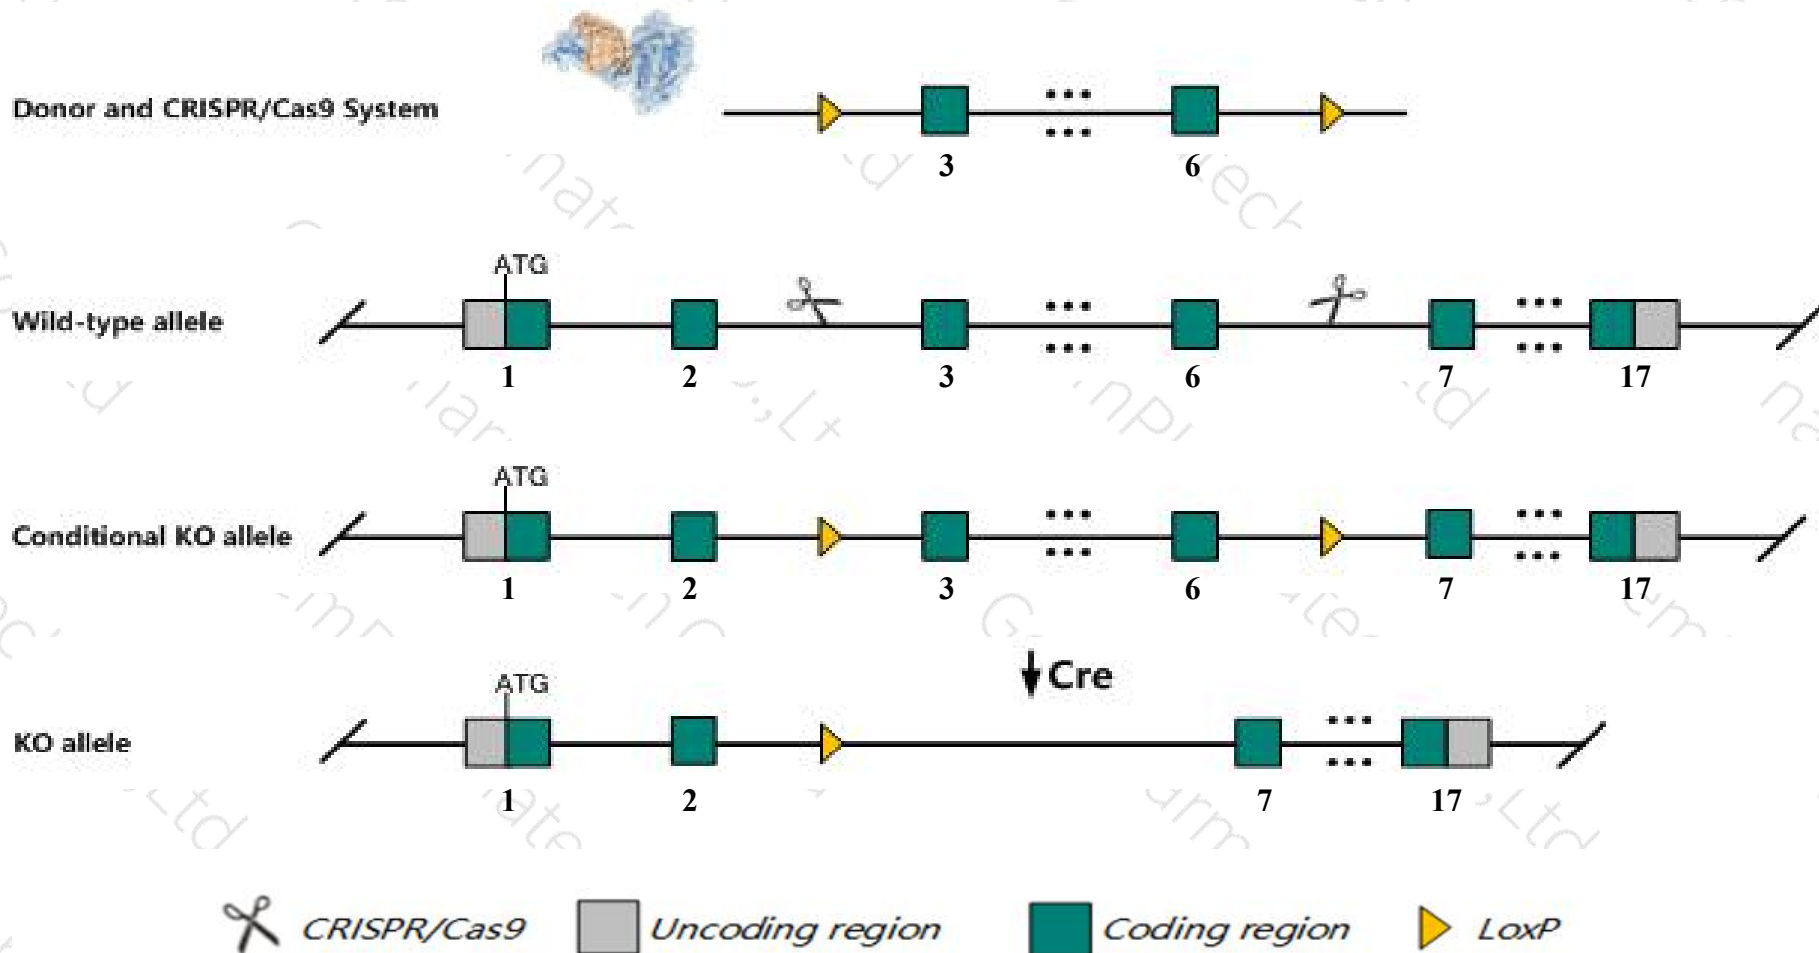 Donor and CRISPR/Cas9 System
3 6
ATG
Wild-type allele
1 2 3 6 7 17
ATG
Conditional KO allele
1 2 3 6 7 17
Cre
ATG
KO allele
1 2 7 17
CRISPR/Cas9 Uncoding region Coding region LoxP